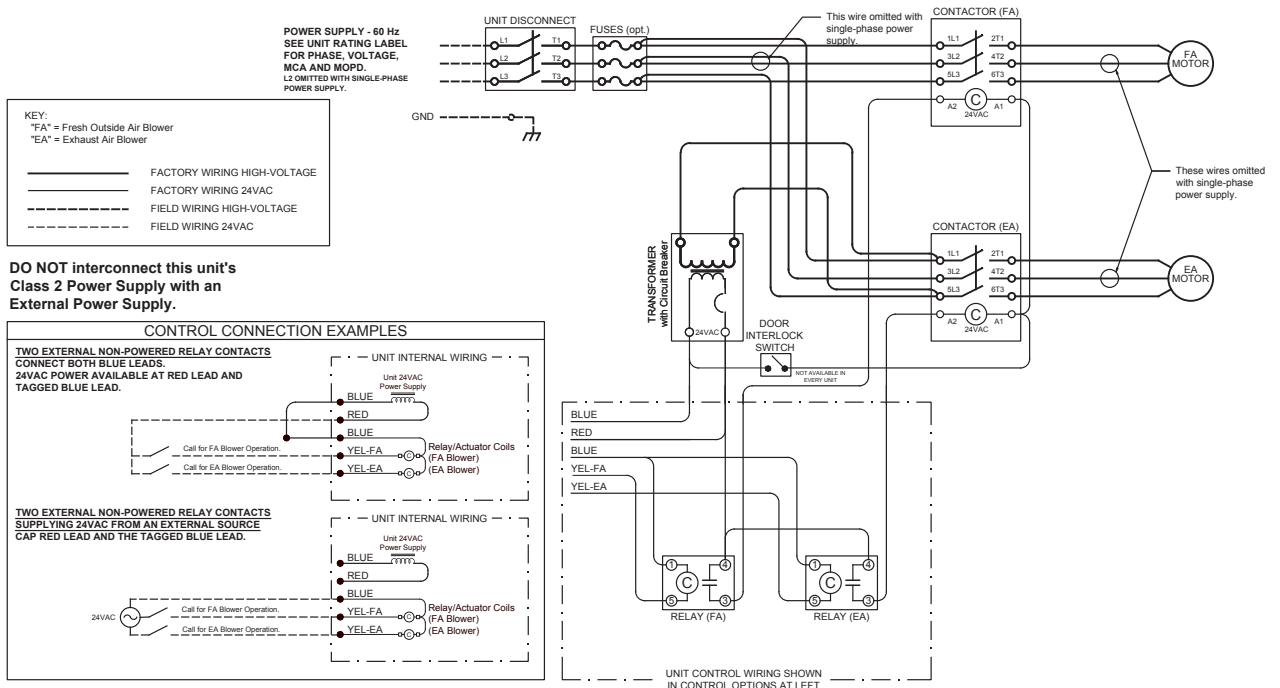 POWER SUPPLY - 60 Hz
SEE UNIT RATING LABEL
FOR PHASE, VOLTAGE,
MCA AND MOPD.
L2 OMITTED WITH SINGLE-PHASE
POWER SUPPLY.
UNIT DISCONNECT
L1
T1
L2
T2
L3
T3
FUSES (opt.)
This wire omitted with
single-phase power
supply.
CONTACTOR (FA)
1L1
2T1
3L2
4T2
5L3
6T3
A2
C
A1
24VAC
FA
MOTOR
GND
KEY:
"FA" = Fresh Outside Air Blower
"EA" = Exhaust Air Blower
FACTORY WIRING HIGH-VOLTAGE
FACTORY WIRING 24VAC
FIELD WIRING HIGH-VOLTAGE
FIELD WIRING 24VAC
These wires omitted
with single-phase
power supply.
CONTACTOR (EA)
1L1
2T1
3L2
4T2
5L3
6T3
A2
C
A1
24VAC
EA
MOTOR
TRANSFORMER
with Circuit Breaker
24VAC
DOOR
INTERLOCK
SWITCH
NOT AVAILABLE IN
EVERY UNIT
DO NOT interconnect this unit's
Class 2 Power Supply with an
External Power Supply.
CONTROL CONNECTION EXAMPLES
TWO EXTERNAL NON-POWERED RELAY CONTACTS
CONNECT BOTH BLUE LEADS.
24VAC POWER AVAILABLE AT RED LEAD AND
TAGGED BLUE LEAD.
UNIT INTERNAL WIRING
Unit 24VAC
Power Supply
BLUE
RED
BLUE
YEL-FA
YEL-EA
C
C
Relay/Actuator Coils
(FA Blower)
(EA Blower)
Call for FA Blower Operation.
Call for EA Blower Operation.
TWO EXTERNAL NON-POWERED RELAY CONTACTS
SUPPLYING 24VAC FROM AN EXTERNAL SOURCE
CAP RED LEAD AND THE TAGGED BLUE LEAD.
UNIT INTERNAL WIRING
Unit 24VAC
Power Supply
BLUE
RED
BLUE
YEL-FA
YEL-EA
C
C
Relay/Actuator Coils
(FA Blower)
(EA Blower)
24VAC
Call for FA Blower Operation.
Call for EA Blower Operation.
BLUE
RED
BLUE
YEL-FA
YEL-EA
1
4
C
5
3
RELAY (FA)
1
4
C
5
3
RELAY (EA)
UNIT CONTROL WIRING SHOWN
IN CONTROL OPTIONS AT LEFT